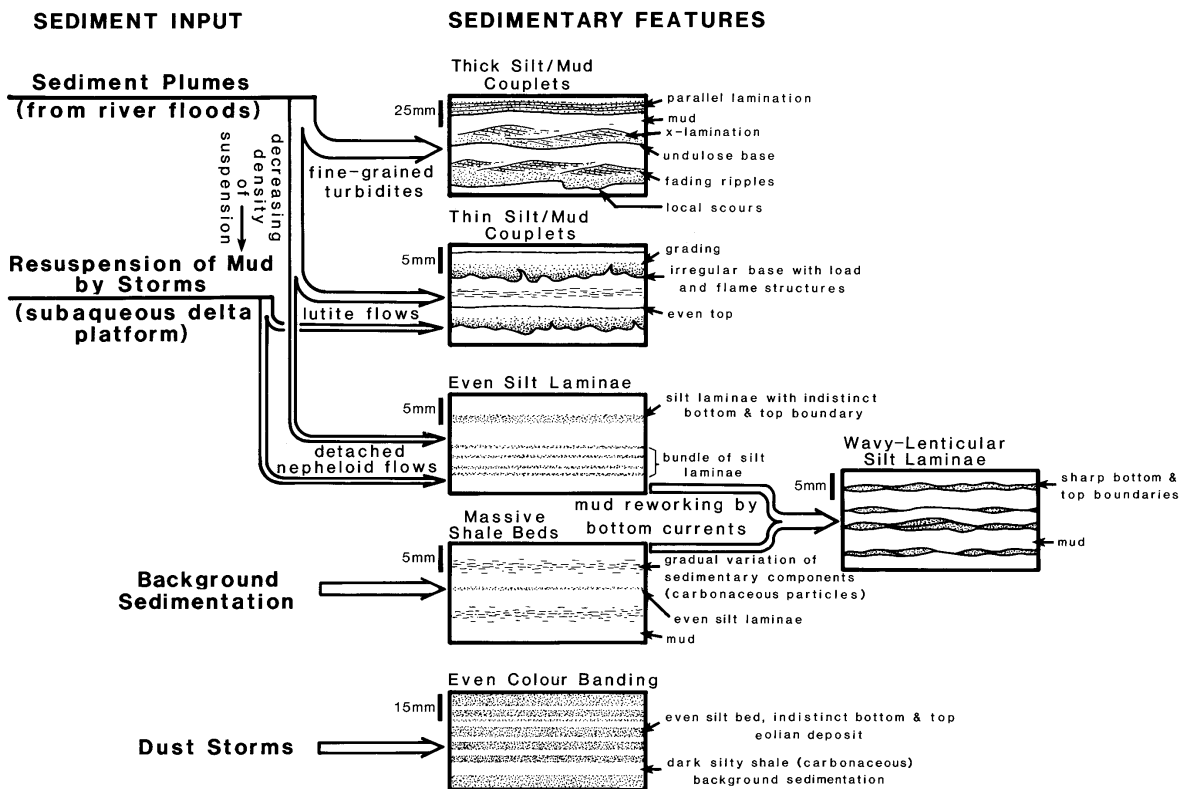 SEDIMENT INPUT
SEDIMENTARY FEATURES
Sediment Plumes
(from river floods)
decreasing
density
of
suspension
fine-grained
turbidites
Thick Silt/Mud
Couplets
25mm
parallel lamination
mud
x-lamination
undulose base
fading ripples
local scours
Resuspension of Mud
by Storms
(subaqueous delta
platform)
lutite flows
Thin Silt/Mud
Couplets
5mm
grading
irregular base with load
and flame structures
even top
detached
nepheloid flows
Even Silt Laminae
5mm
silt laminae with indistinct
bottom & top boundary
bundle of silt
laminae
mud reworking by
bottom currents
Wavy-Lenticular
Silt Laminae
5mm
sharp bottom &
top boundaries
mud
Background
Sedimentation
Massive
Shale Beds
5mm
gradual variation of
sedimentary components
(carbonaceous particles)
even silt laminae
mud
Dust Storms
Even Colour Banding
15mm
even silt bed, indistinct bottom & top
eolian deposit
dark silty shale (carbonaceous)
background sedimentation